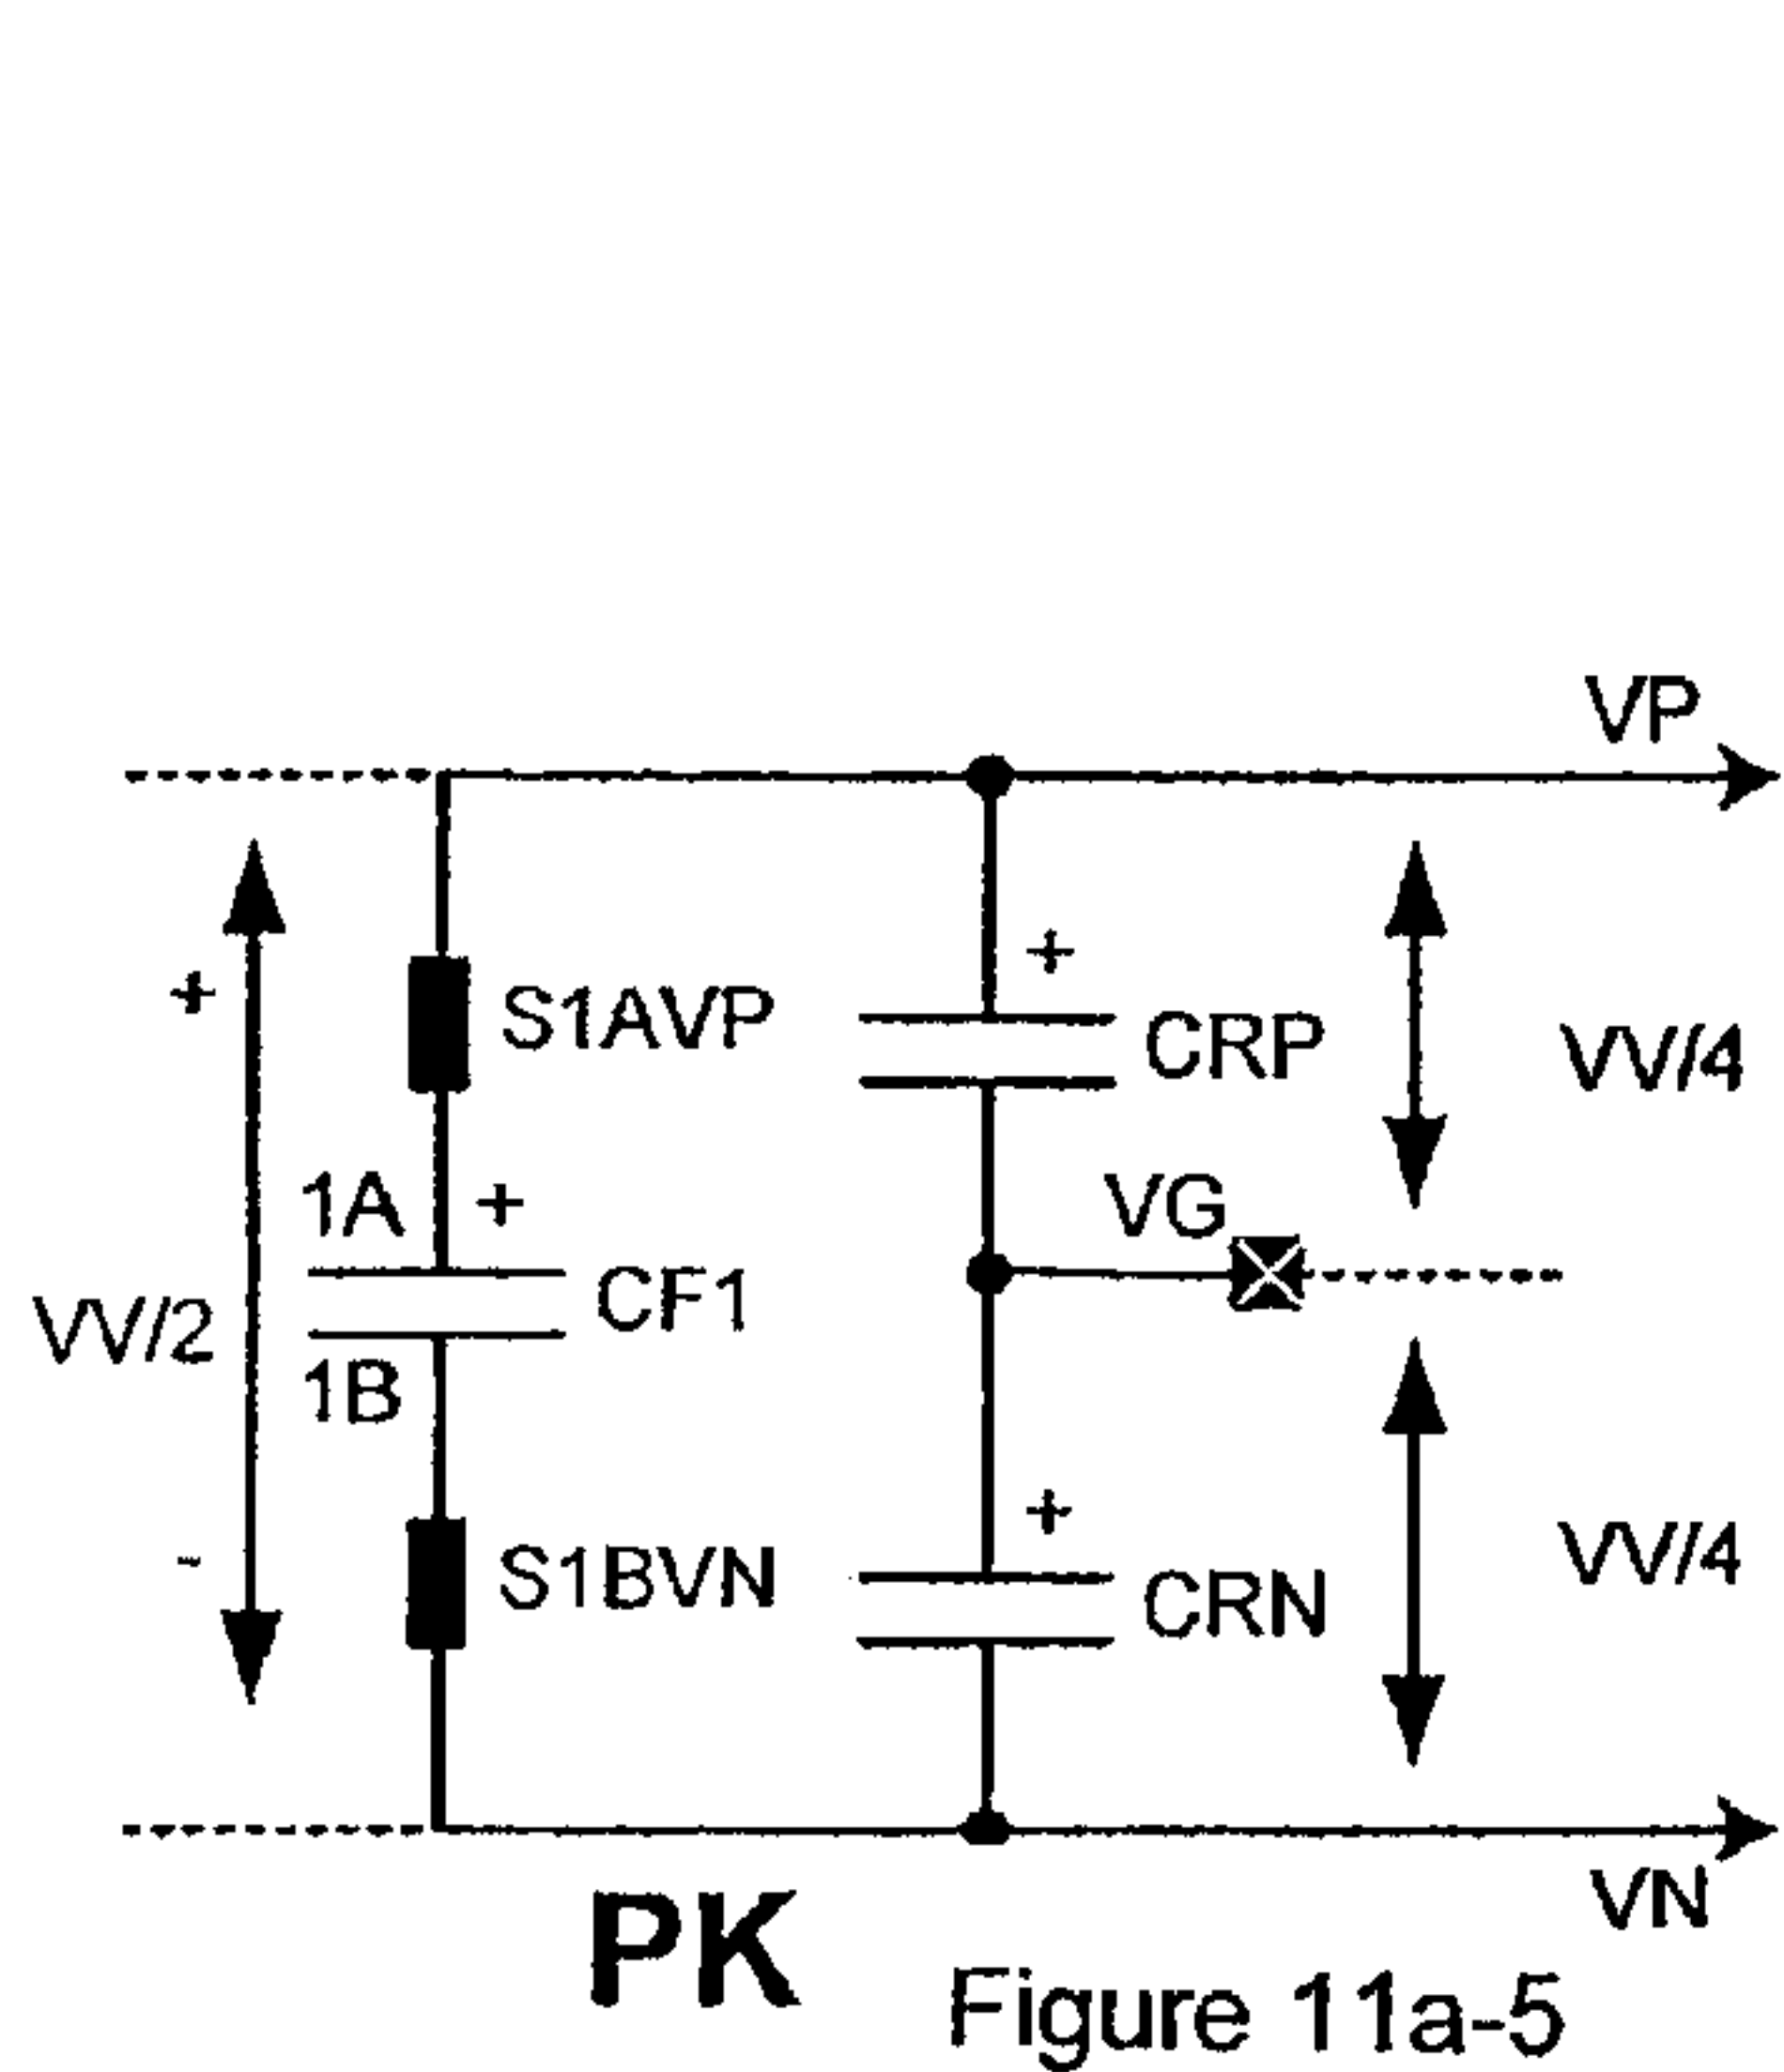 VP
+
+
S1AVP
CRP
VV/4
1A
+
VG
VV/2
CF1
1B
+
-
S1BVN
CRN
VV/4
VN
PK
Figure 11a-5